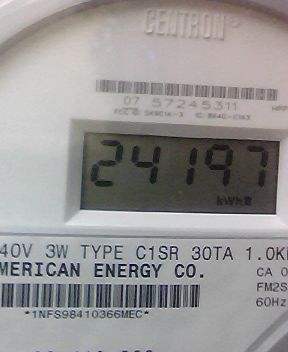 CENTRON®
07 57245311
24197
kWh
40V 3W TYPE C1SR 30TA 1.0K
MERICAN ENERGY CO.
CA 0
FM2S
60Hz
*1NFS98410366MEC*